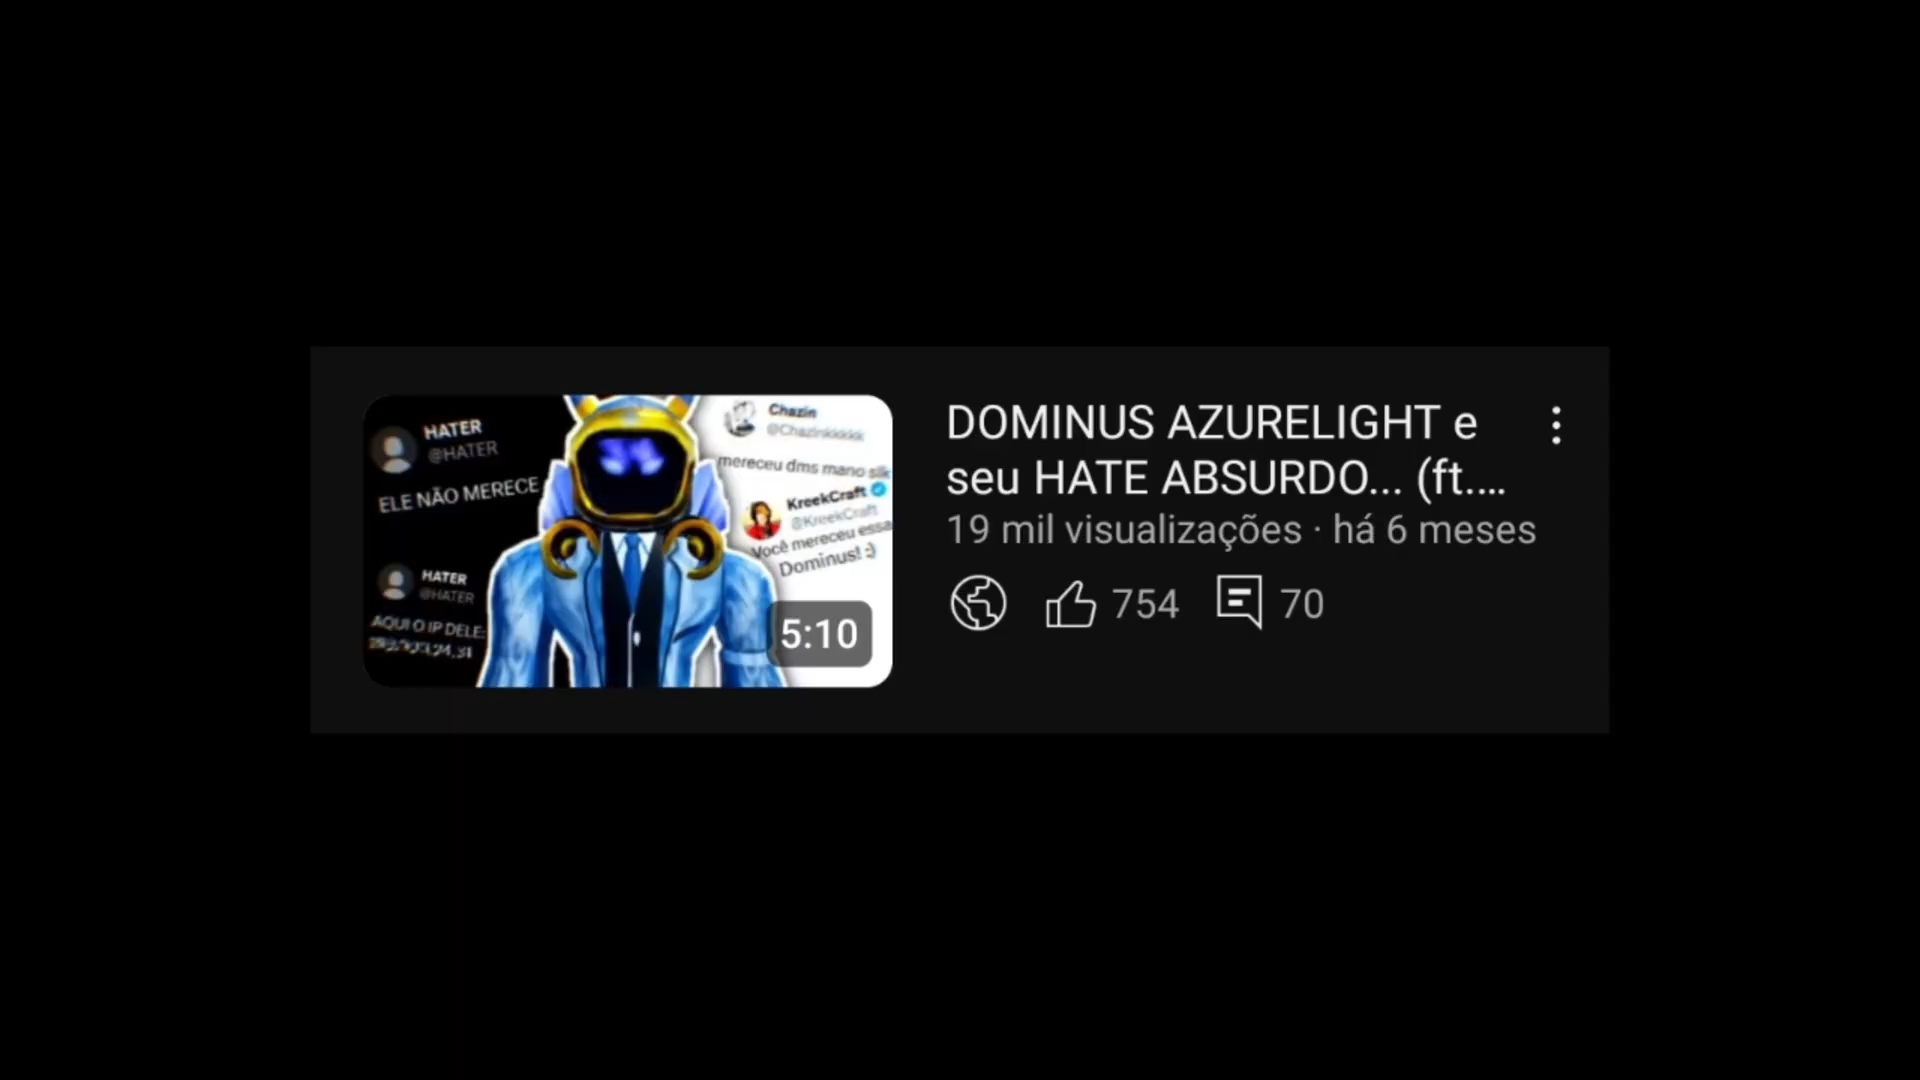 HATER
@HATER
ELE NÃO MERECE
HATER
@HATER
AQUI O IP DELE:
Chazin
@Chazinkkkkk
mereceu dms mano slk
KreekCraft
@KreekCraft
Você mereceu essa
Dominus! :)
5:10
DOMINUS AZURELIGHT e
seu HATE ABSURDO... (ft....
19 mil visualizações · há 6 meses
754
70